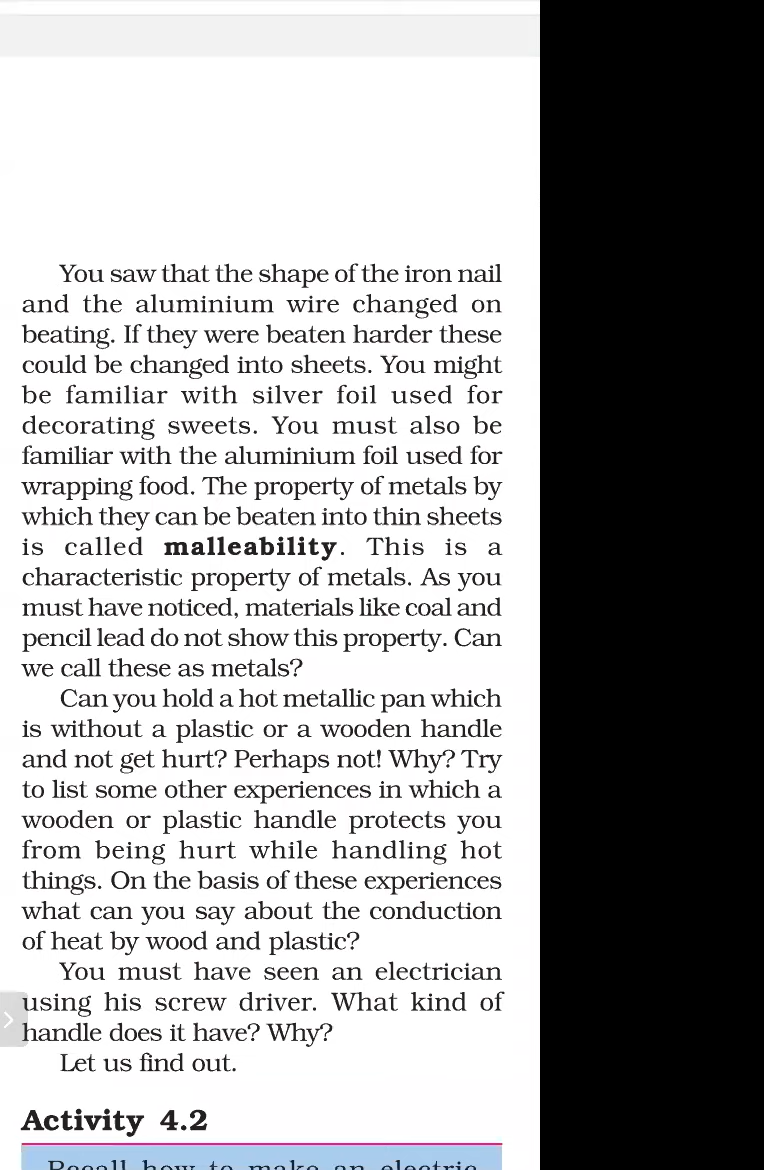 You saw that the shape of the iron nail
and the aluminium wire changed on
beating. If they were beaten harder these
could be changed into sheets. You might
be familiar with silver foil used for
decorating sweets. You must also be
familiar with the aluminium foil used for
wrapping food. The property of metals by
which they can be beaten into thin sheets
is called malleability. This is a
characteristic property of metals. As you
must have noticed, materials like coal and
pencil lead do not show this property. Can
we call these as metals?
Can you hold a hot metallic pan which
is without a plastic or a wooden handle
and not get hurt? Perhaps not! Why? Try
to list some other experiences in which a
wooden or plastic handle protects you
from being hurt while handling hot
things. On the basis of these experiences
what can you say about the conduction
of heat by wood and plastic?
You must have seen an electrician
using his screw driver. What kind of
handle does it have? Why?
Let us find out.
Activity 4.2
Recall how to make an electric